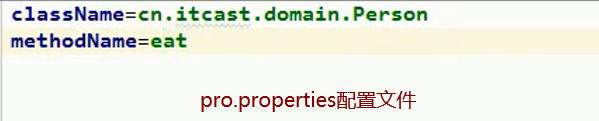 className=cn.itcast.domain.Person
methodName=eat
pro.properties配置文件